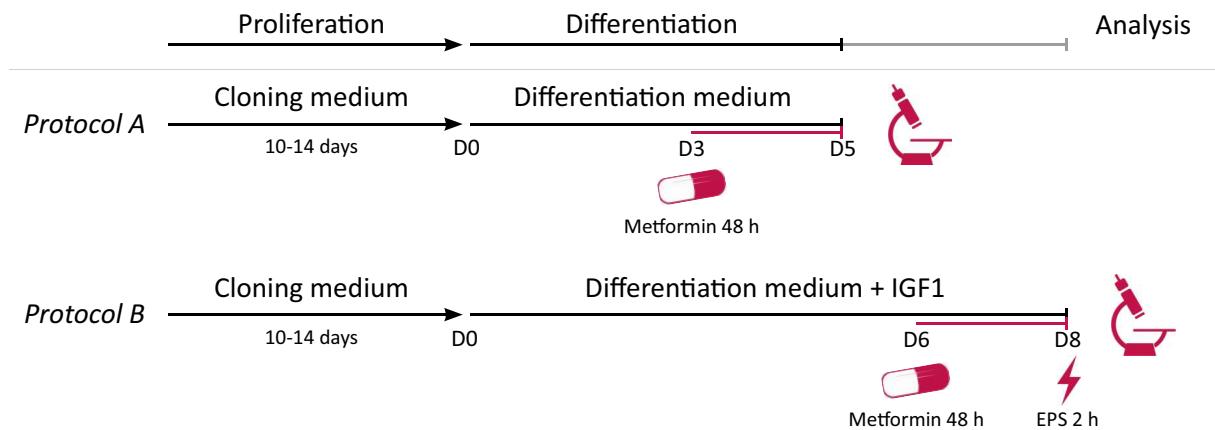 Proliferation Differentiation Analysis
Cloning medium Differentiation medium
Protocol A
10-14 days D0 D3 D5
Metformin 48 h
Cloning medium Differentiation medium + IGF1
Protocol B
10-14 days D0 D6 D8
Metformin 48 h EPS 2 h